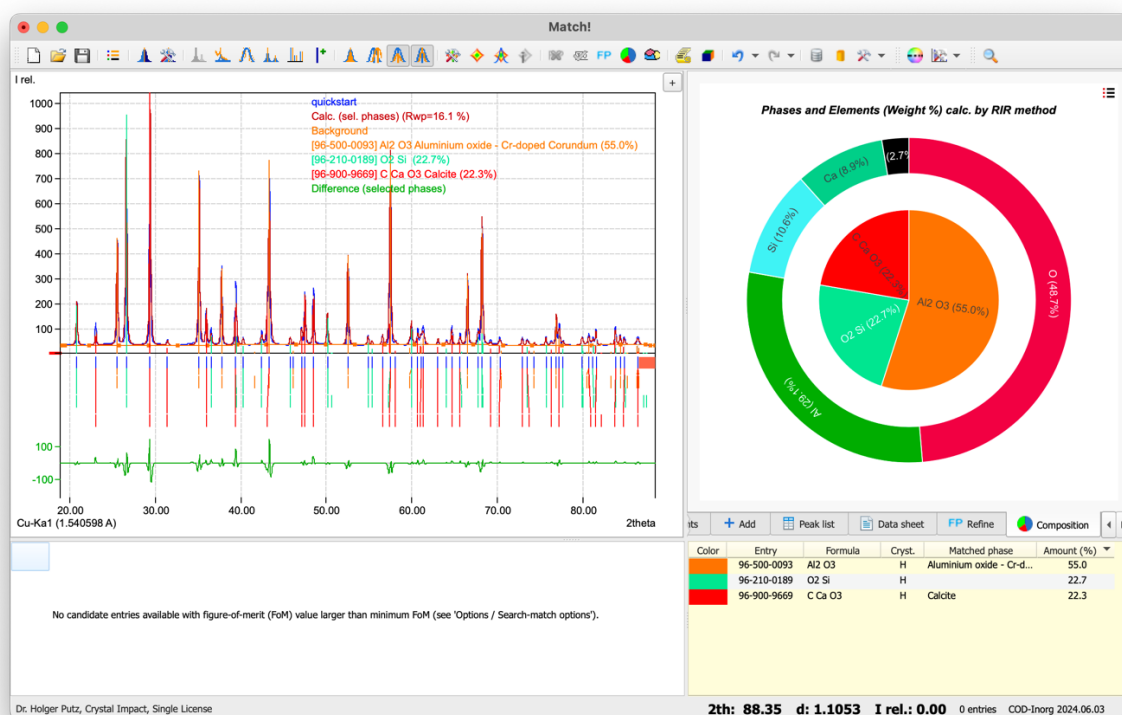 Match!
FP
I rel.
+
1000
900
800
700
600
500
400
300
200
100
100
-100
quickstart
Calc. (sel. phases) (Rwp=16.1 %)
Background
[96-500-0093] Al2 O3 Aluminium oxide - Cr-doped Corundum (55.0%)
[96-210-0189] O2 Si (22.7%)
[96-900-9669] C Ca O3 Calcite (22.3%)
Difference (selected phases)
20.00 30.00 40.00 50.00 60.00 70.00 80.00
Cu-Ka1 (1.540598 A) 2theta
Phases and Elements (Weight %) calc. by RIR method
(2.7%
Ca (8.9%)
Si (10.6%)
Al (29.1%)
O (48.7%)
C Ca O3 (22.3%
Al2 O3 (55.0%)
O2 Si (22.7%)
Add Peak list Data sheet FP Refine Composition
Color Entry Formula Cryst. Matched phase Amount (%)
96-500-0093 Al2 O3 H Aluminium oxide - Cr-d... 55.0
96-210-0189 O2 Si H 22.7
96-900-9669 C Ca O3 H Calcite 22.3
No candidate entries available with figure-of-merit (FoM) value larger than minimum FoM (see 'Options / Search-match options').
Dr. Holger Putz, Crystal Impact, Single License
2th: 88.35 d: 1.1053 I rel.: 0.00 0 entries COD-Inorg 2024.06.03